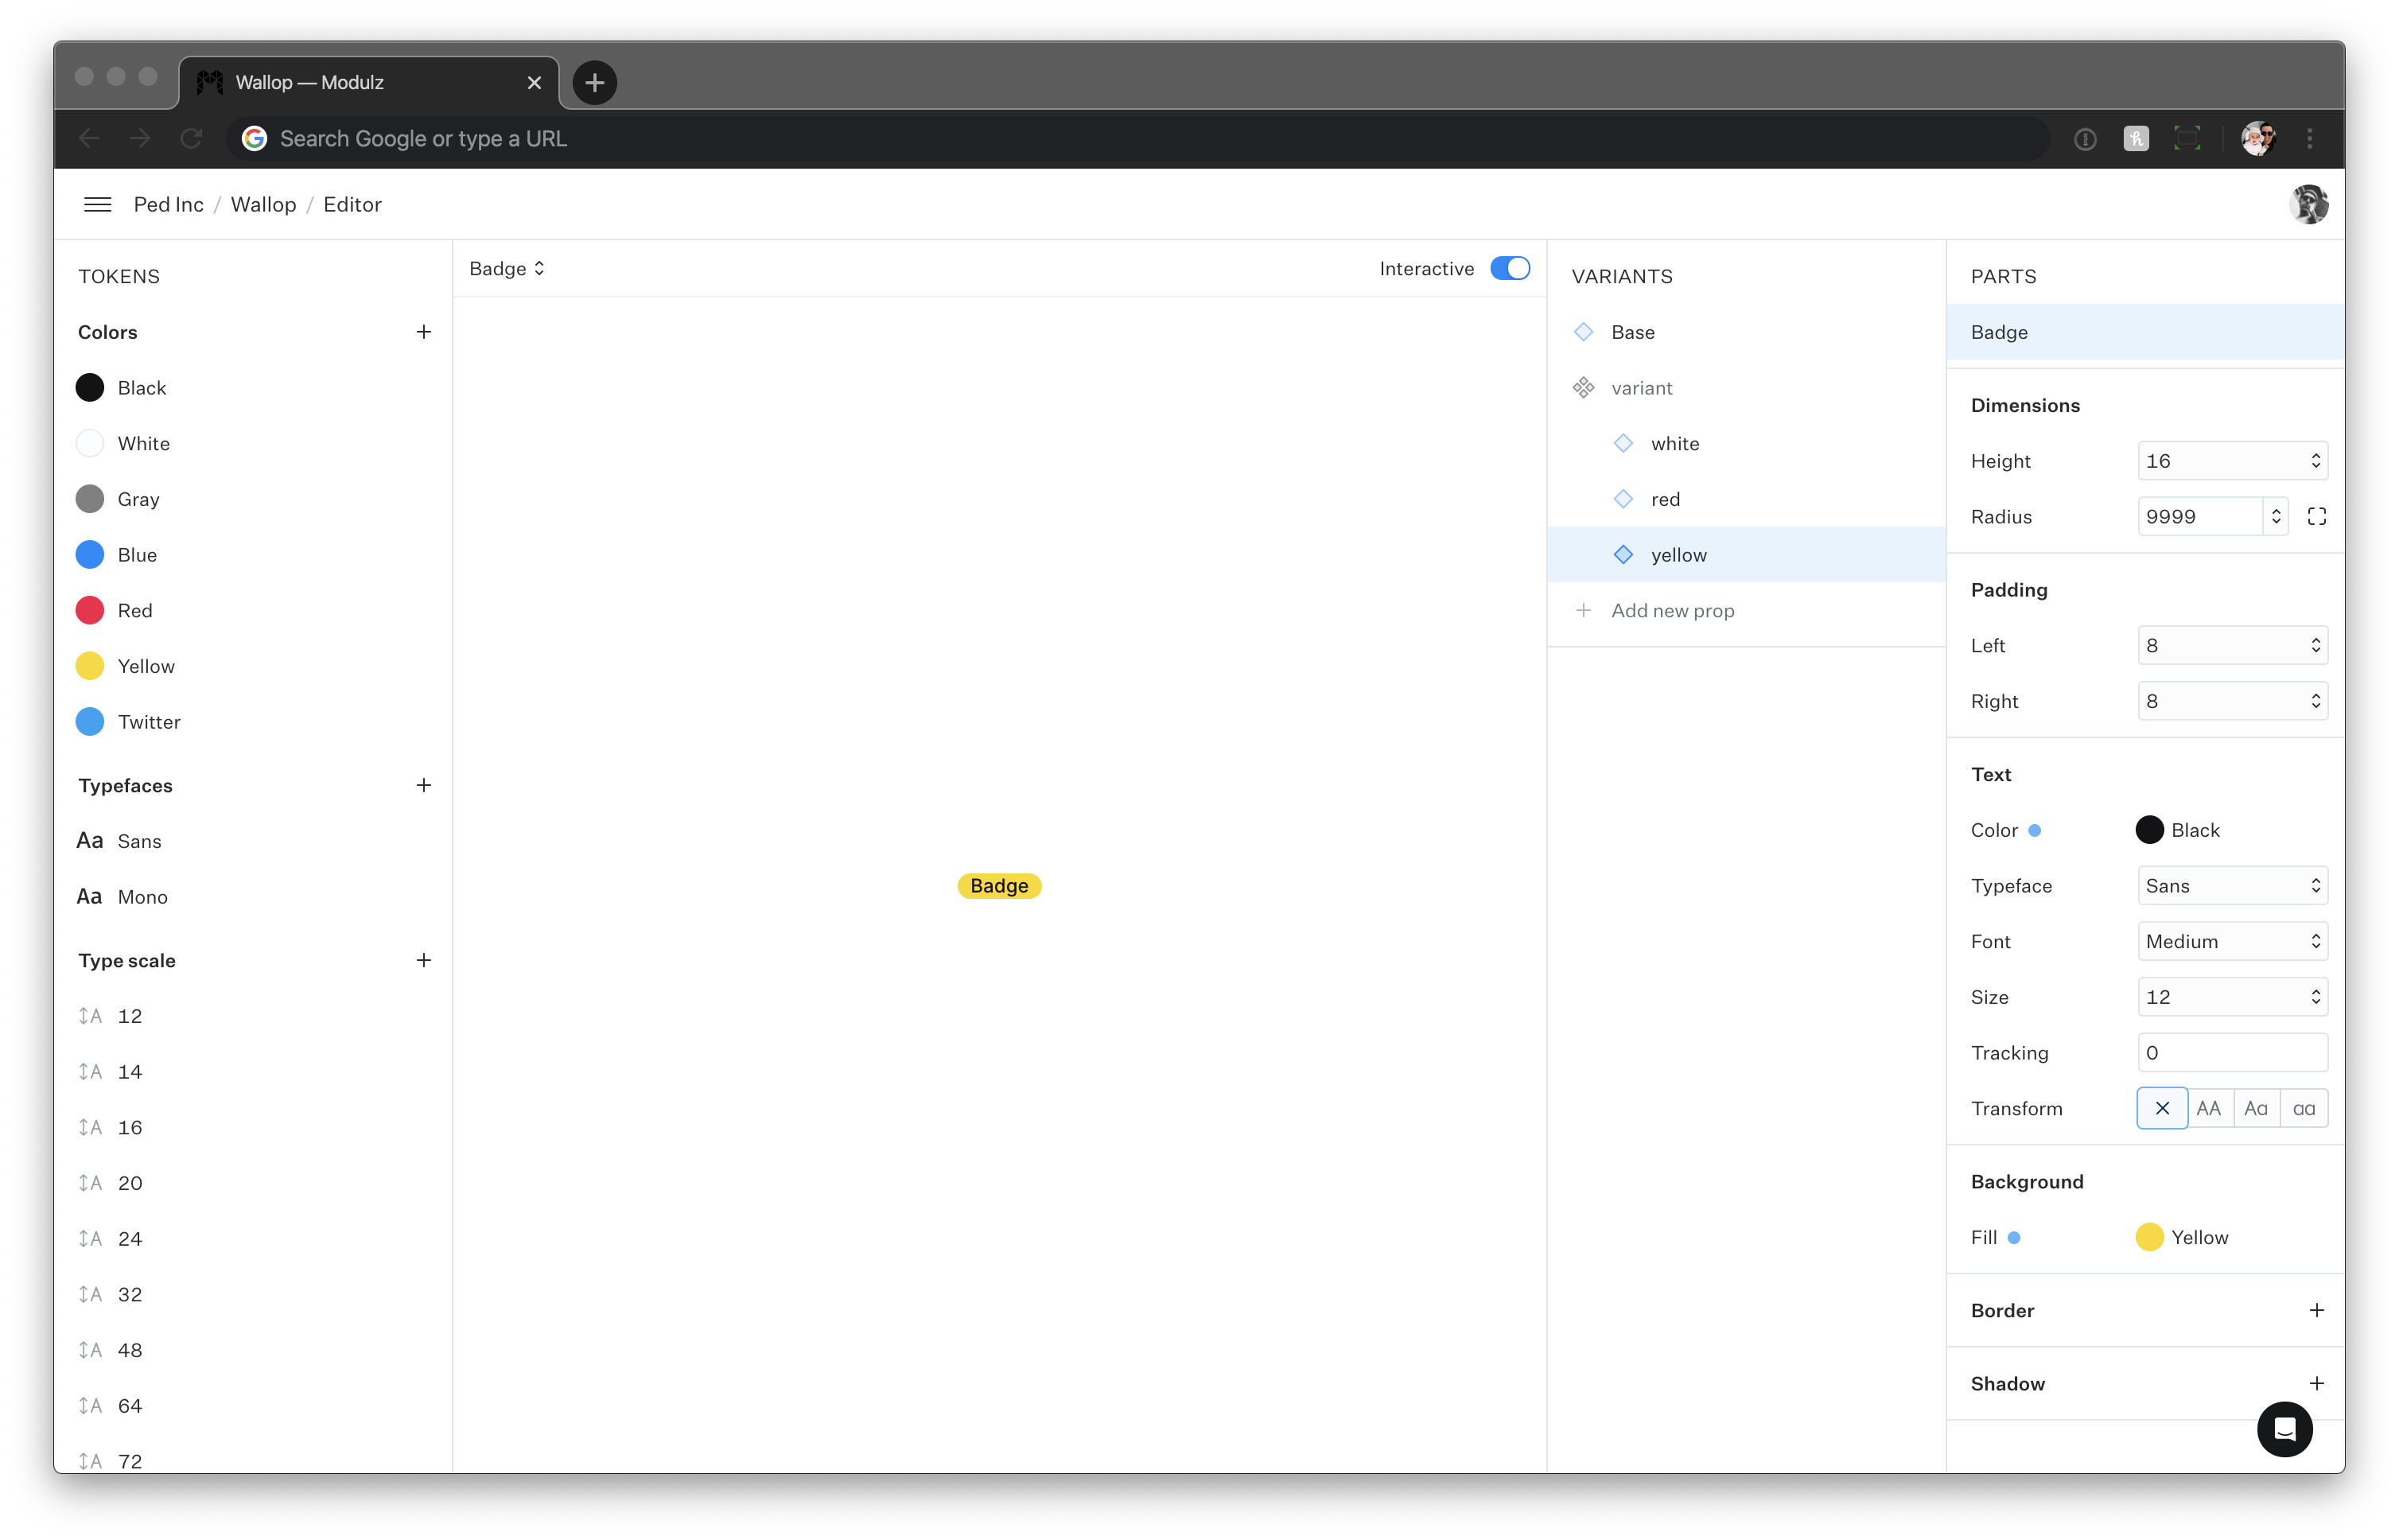 Wallop — Modulz
Search Google or type a URL
Ped Inc / Wallop / Editor
TOKENS
Colors
Black
White
Gray
Blue
Red
Yellow
Twitter
Typefaces
Aa Sans
Aa Mono
Type scale
A 12
A 14
A 16
A 20
A 24
A 32
A 48
A 64
A 72
Badge
Interactive
Badge
VARIANTS
Base
variant
white
red
yellow
Add new prop
PARTS
Badge
Dimensions
Height 16
Radius 9999
Padding
Left 8
Right 8
Text
Color Black
Typeface Sans
Font Medium
Size 12
Tracking 0
Transform AA Aa aa
Background
Fill Yellow
Border
Shadow